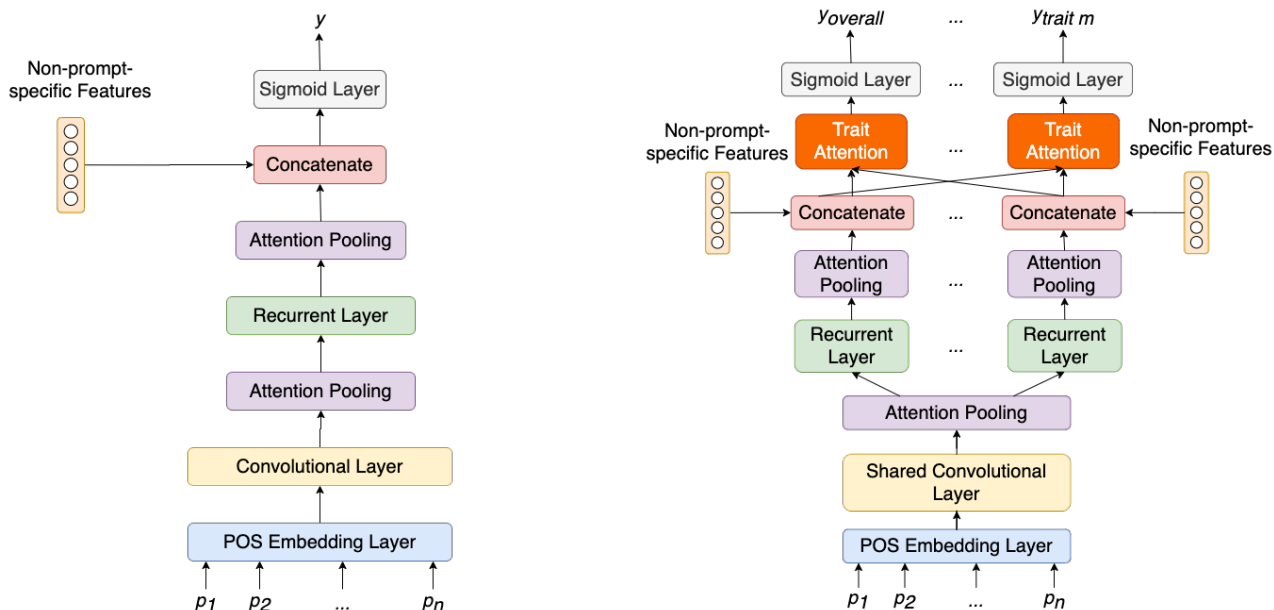 y
Non-prompt-
specific Features
Sigmoid Layer
Concatenate
Attention Pooling
Recurrent Layer
Attention Pooling
Convolutional Layer
POS Embedding Layer
p1 p2 ... pn
yoverall ... ytrait m
Sigmoid Layer ... Sigmoid Layer
Non-prompt-
specific Features
Trait
Attention
...
Trait
Attention
Non-prompt-
specific Features
Concatenate ... Concatenate
Attention
Pooling
...
Attention
Pooling
Recurrent
Layer
...
Recurrent
Layer
Attention Pooling
Shared Convolutional
Layer
POS Embedding Layer
p1 p2 ... pn